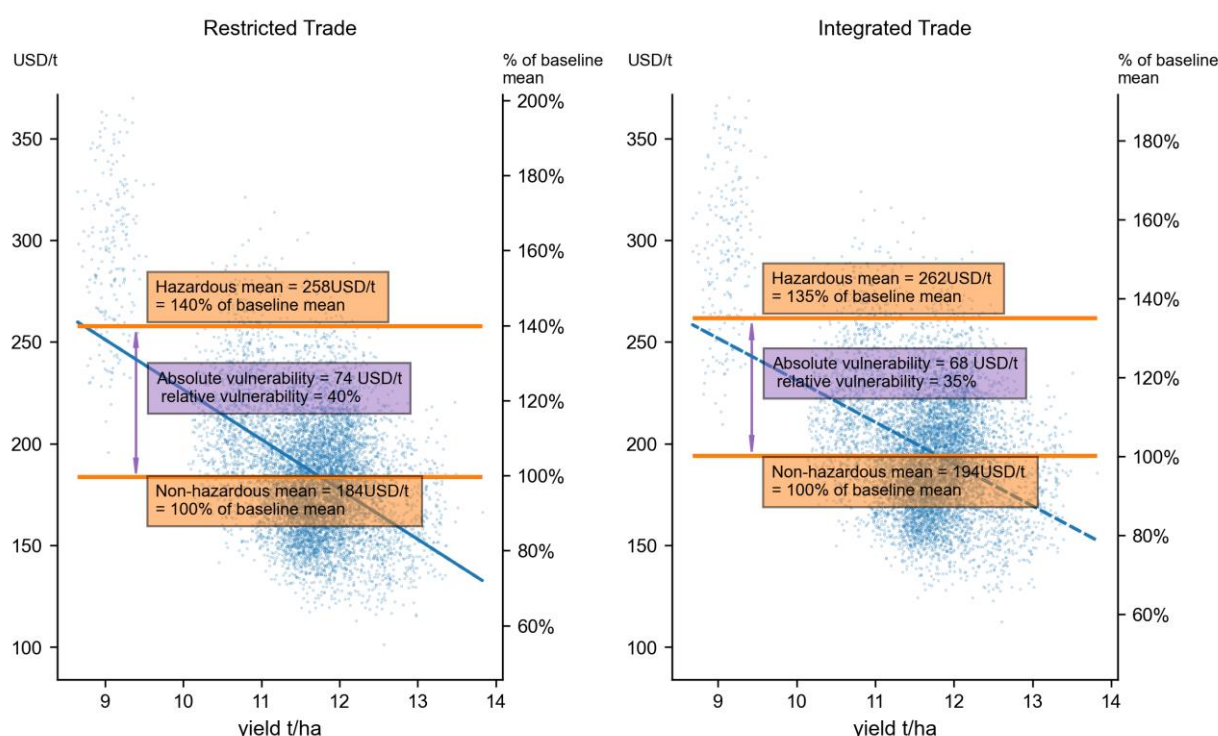 Restricted Trade
USD/t
% of baseline
mean
350
300
250
200
150
100
200%
180%
160%
140%
120%
100%
80%
60%
Hazardous mean = 258USD/t
= 140% of baseline mean
Absolute vulnerability = 74 USD/t
relative vulnerability = 40%
Non-hazardous mean = 184USD/t
= 100% of baseline mean
9 10 11 12 13 14
yield t/ha
Integrated Trade
USD/t
% of baseline
mean
350
300
250
200
150
100
180%
160%
140%
120%
100%
80%
60%
Hazardous mean = 262USD/t
= 135% of baseline mean
Absolute vulnerability = 68 USD/t
relative vulnerability = 35%
Non-hazardous mean = 194USD/t
= 100% of baseline mean
9 10 11 12 13 14
yield t/ha